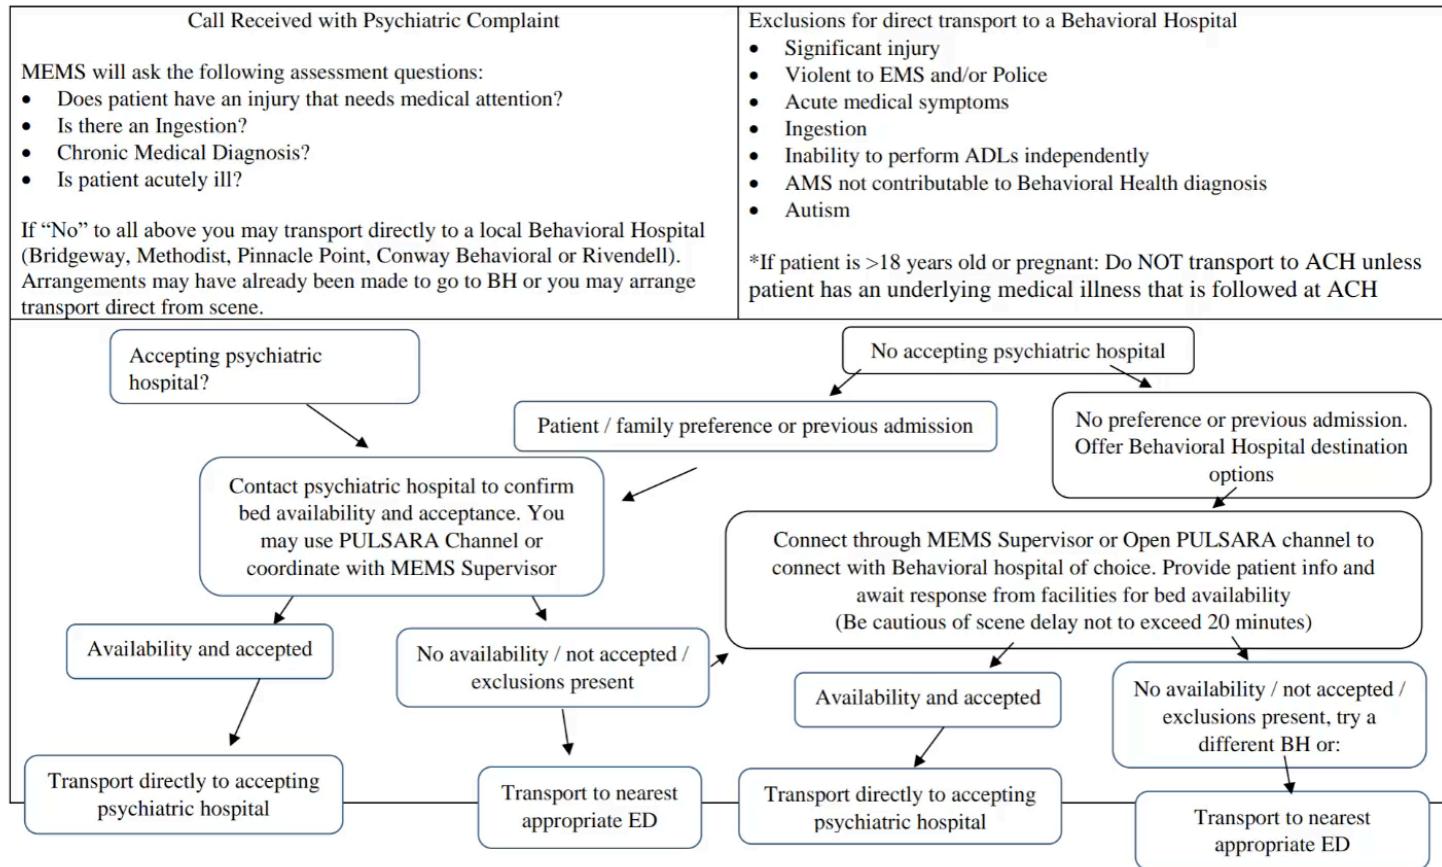 Call Received with Psychiatric Complaint
MEMS will ask the following assessment questions:
• Does patient have an injury that needs medical attention?
• Is there an Ingestion?
• Chronic Medical Diagnosis?
• Is patient acutely ill?
If “No” to all above you may transport directly to a local Behavioral Hospital
(Bridgeway, Methodist, Pinnacle Point, Conway Behavioral or Rivendell).
Arrangements may have already been made to go to BH or you may arrange
transport direct from scene.
Exclusions for direct transport to a Behavioral Hospital
• Significant injury
• Violent to EMS and/or Police
• Acute medical symptoms
• Ingestion
• Inability to perform ADLs independently
• AMS not contributable to Behavioral Health diagnosis
• Autism
*If patient is >18 years old or pregnant: Do NOT transport to ACH unless
patient has an underlying medical illness that is followed at ACH
Accepting psychiatric
hospital?
No accepting psychiatric hospital
Patient / family preference or previous admission
No preference or previous admission.
Offer Behavioral Hospital destination
options
Contact psychiatric hospital to confirm
bed availability and acceptance. You
may use PULSARA Channel or
coordinate with MEMS Supervisor
Connect through MEMS Supervisor or Open PULSARA channel to
connect with Behavioral hospital of choice. Provide patient info and
await response from facilities for bed availability
(Be cautious of scene delay not to exceed 20 minutes)
Availability and accepted
No availability / not accepted /
exclusions present
Availability and accepted
No availability / not accepted /
exclusions present, try a
different BH or:
Transport directly to accepting
psychiatric hospital
Transport to nearest
appropriate ED
Transport directly to accepting
psychiatric hospital
Transport to nearest
appropriate ED